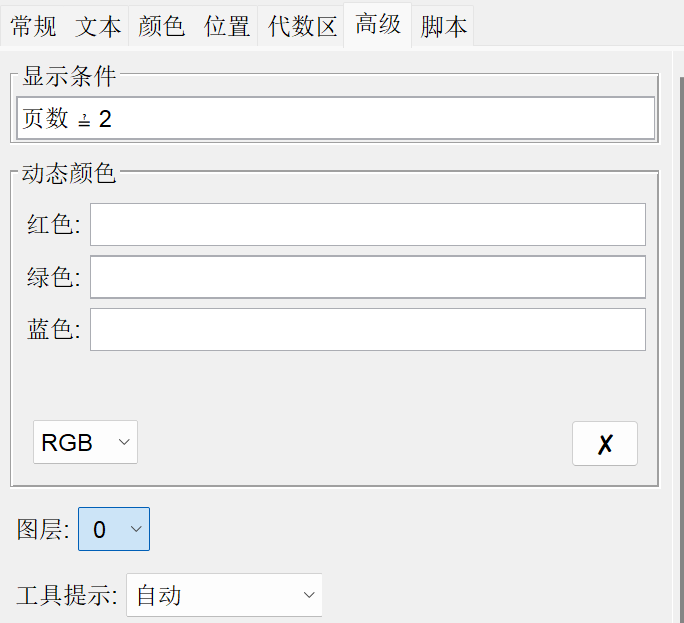 常规 文本 颜色 位置 代数区 高级 脚本
显示条件
页数 ≟ 2
动态颜色
红色:
绿色:
蓝色:
RGB ✗
图层: 0
工具提示: 自动